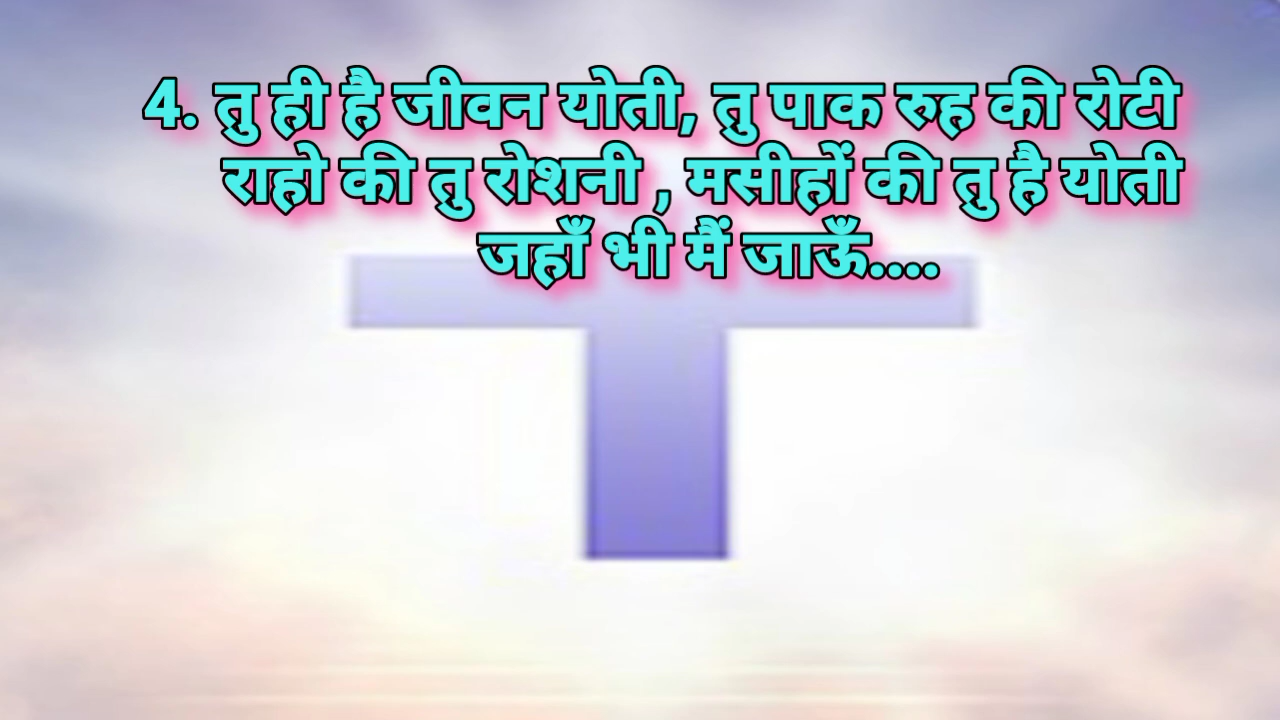 4. तु ही है जीवन योती, तु पाक रुह की रोटी
राहो की तु रोशनी , मसीहों की तु है योती
जहाँ भी मैं जाऊँ....